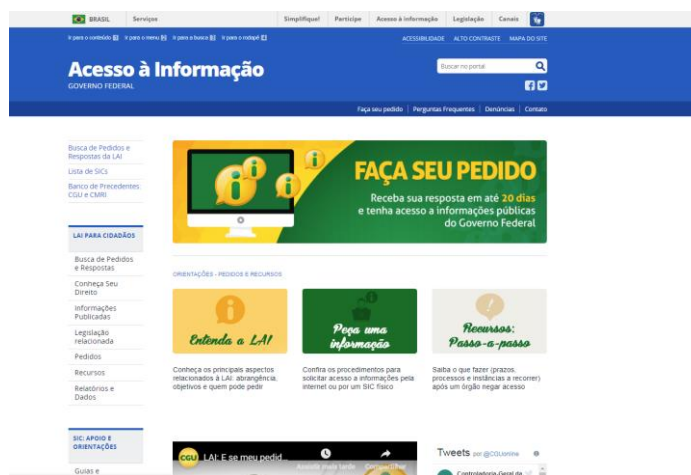 BRASIL Serviços Simplifique! Participe Acesso à informação Legislação Canais
Ir para o conteúdo 1 Ir para o menu 2 Ir para a busca 3 Ir para o rodapé 4 ACESSIBILIDADE ALTO CONTRASTE MAPA DO SITE
Acesso à Informação
GOVERNO FEDERAL
Buscar no portal
Faça seu pedido | Perguntas Frequentes | Denúncias | Contato
Busca de Pedidos e
Respostas da LAI
Lista de SICs
Banco de Precedentes:
CGU e CMRI
LAI PARA CIDADÃOS
Busca de Pedidos
e Respostas
Conheça Seu
Direito
Informações
Publicadas
Legislação
relacionada
Pedidos
Recursos
Relatórios e
Dados
SIC: APOIO E
ORIENTAÇÕES
Guias e
FAÇA SEU PEDIDO
Receba sua resposta em até 20 dias
e tenha acesso a informações públicas
do Governo Federal
ORIENTAÇÕES - PEDIDOS E RECURSOS
Entenda a LAI
Conheça os principais aspectos
relacionados à LAI: abrangência,
objetivos e quem pode pedir
Peça uma
informação
Confira os procedimentos para
solicitar acesso a informações pela
internet ou por um SIC físico
Recursos:
Passo-a-passo
Saiba o que fazer (prazos,
processos e instâncias a recorrer)
após um órgão negar acesso
CGU LAI: E se meu pedid...
Assistir mais tarde Compartilhar
Tweets por @CGUonline
Controladoria-Geral da